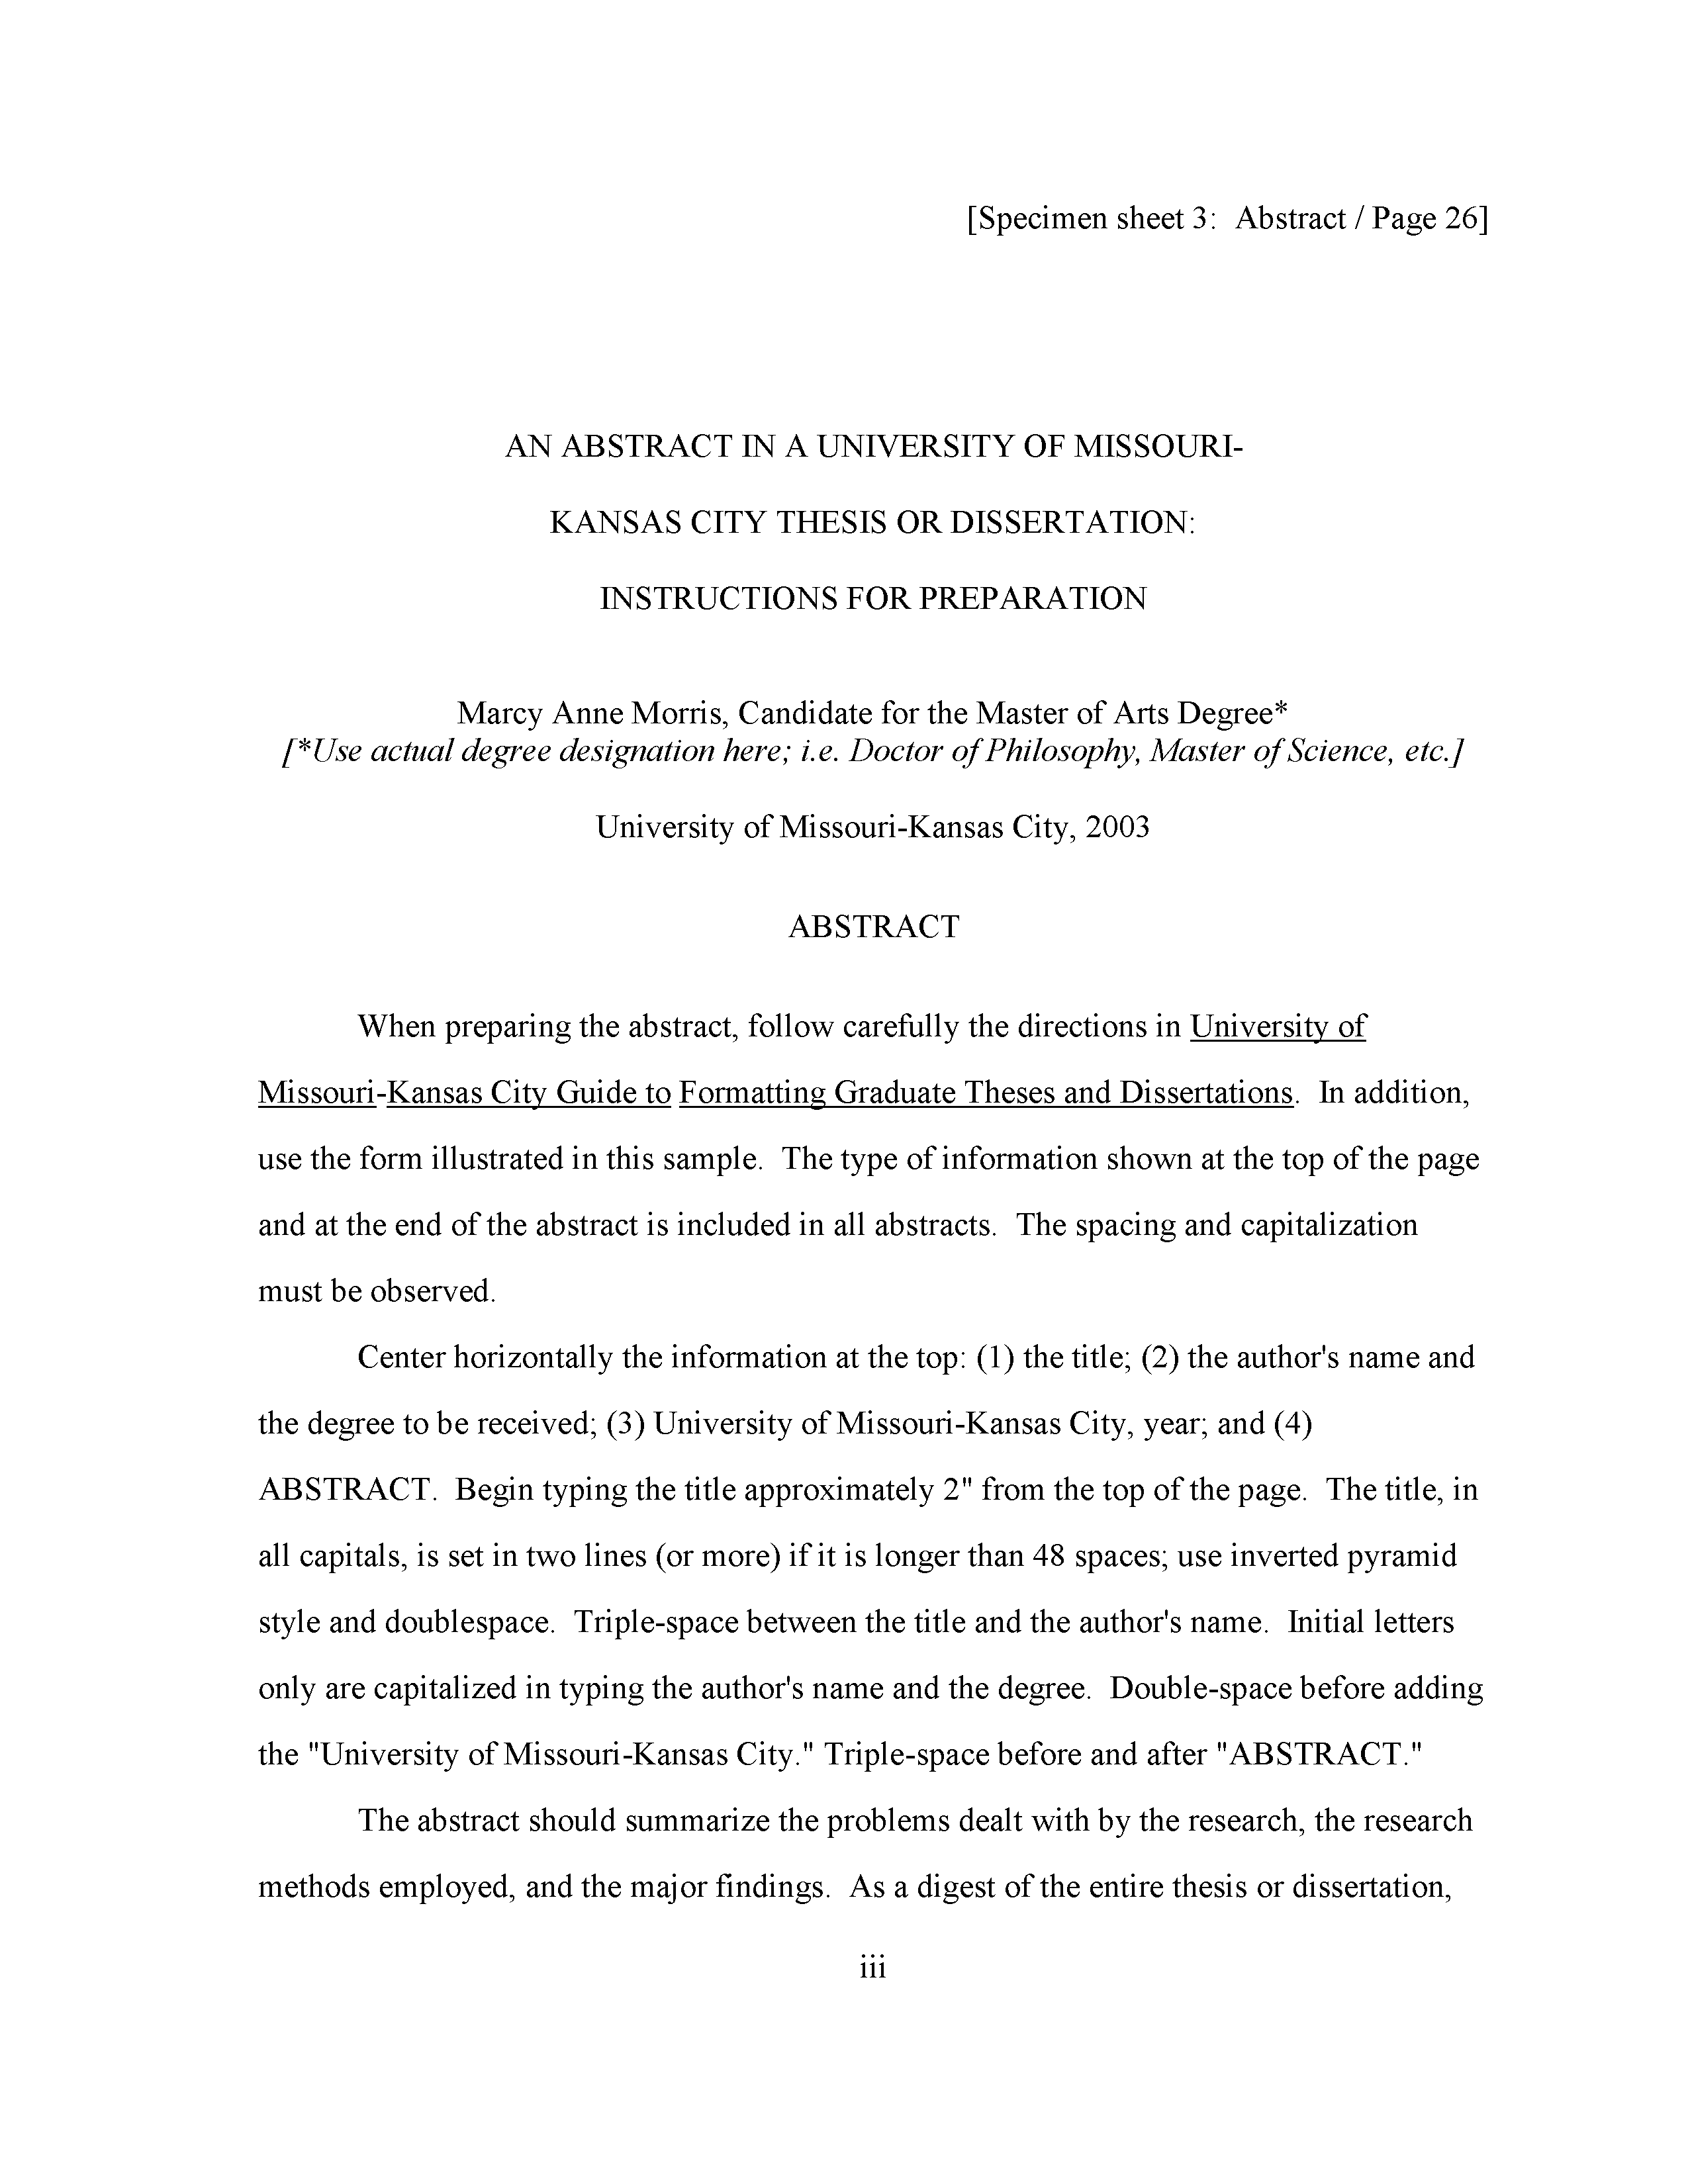 [Specimen sheet 3:  Abstract / Page 26]
AN ABSTRACT IN A UNIVERSITY OF MISSOURI-
KANSAS CITY THESIS OR DISSERTATION:
INSTRUCTIONS FOR PREPARATION
Marcy Anne Morris, Candidate for the Master of Arts Degree*
[*Use actual degree designation here; i.e. Doctor of Philosophy, Master of Science, etc.]
University of Missouri-Kansas City, 2003
ABSTRACT
When preparing the abstract, follow carefully the directions in University of
Missouri-Kansas City Guide to Formatting Graduate Theses and Dissertations.  In addition,
use the form illustrated in this sample.  The type of information shown at the top of the page
and at the end of the abstract is included in all abstracts.  The spacing and capitalization
must be observed.
Center horizontally the information at the top: (1) the title; (2) the author's name and
the degree to be received; (3) University of Missouri-Kansas City, year; and (4)
ABSTRACT.  Begin typing the title approximately 2" from the top of the page.  The title, in
all capitals, is set in two lines (or more) if it is longer than 48 spaces; use inverted pyramid
style and doublespace.  Triple-space between the title and the author's name.  Initial letters
only are capitalized in typing the author's name and the degree.  Double-space before adding
the "University of Missouri-Kansas City." Triple-space before and after "ABSTRACT."
The abstract should summarize the problems dealt with by the research, the research
methods employed, and the major findings.  As a digest of the entire thesis or dissertation,
iii